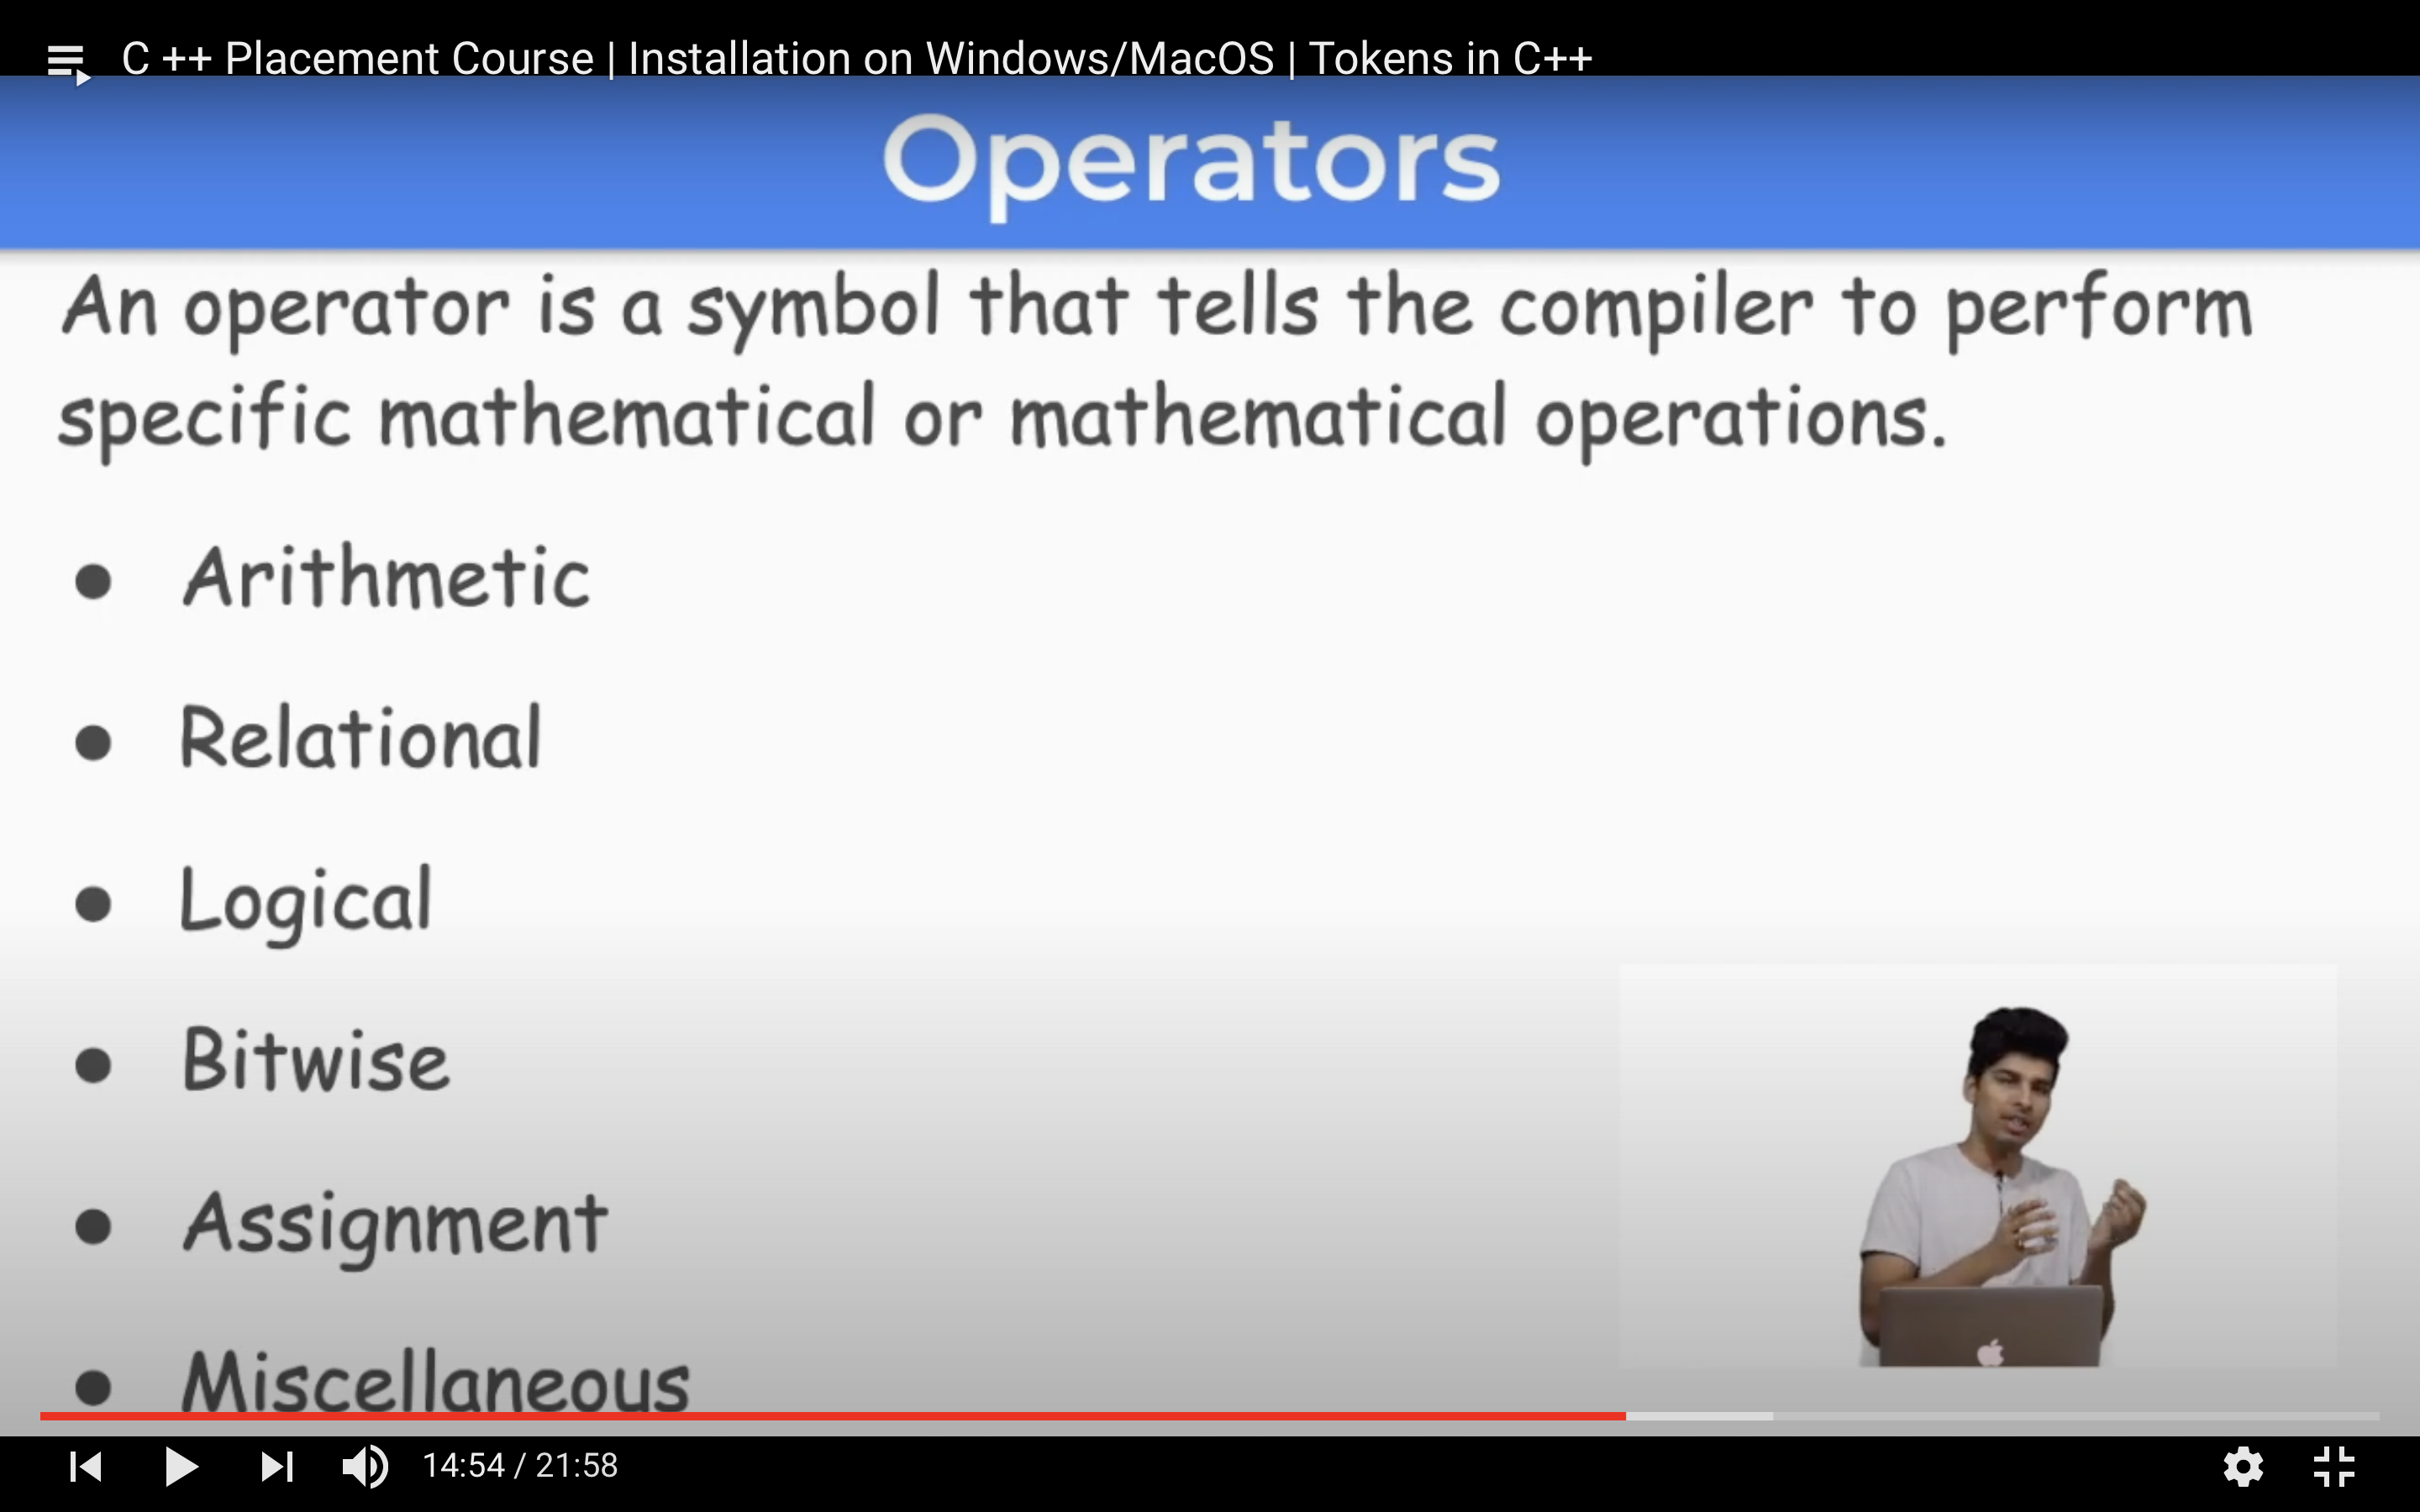 C ++ Placement Course | Installation on Windows/MacOS | Tokens in C++
Operators
An operator is a symbol that tells the compiler to perform
specific mathematical or mathematical operations.
● Arithmetic
● Relational
● Logical
● Bitwise
● Assignment
● Miscellaneous
14:54 / 21:58